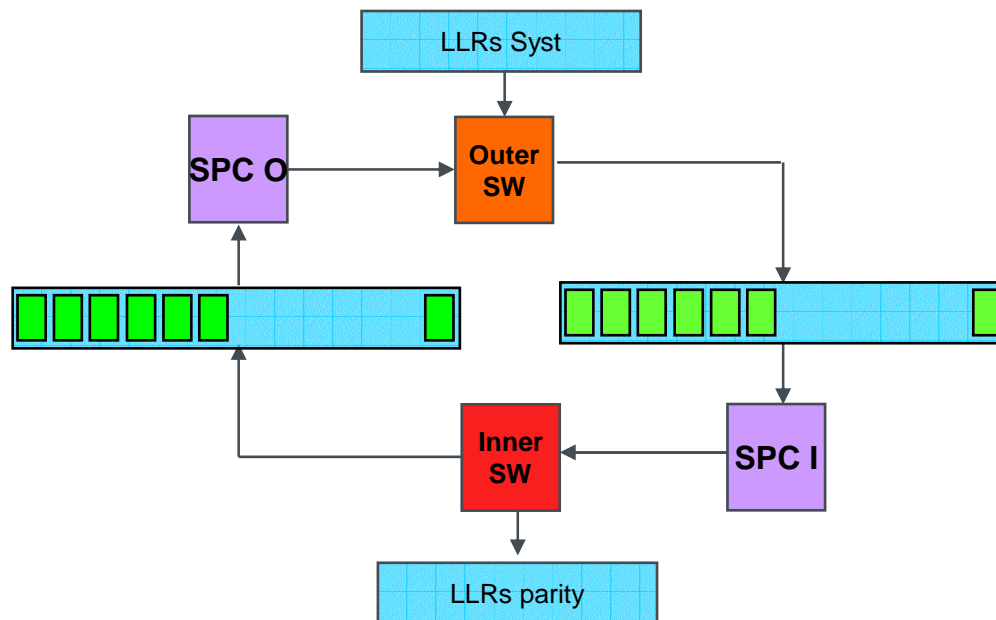 LLRs Syst
SPC O
Outer
SW
Inner
SW
SPC I
LLRs parity